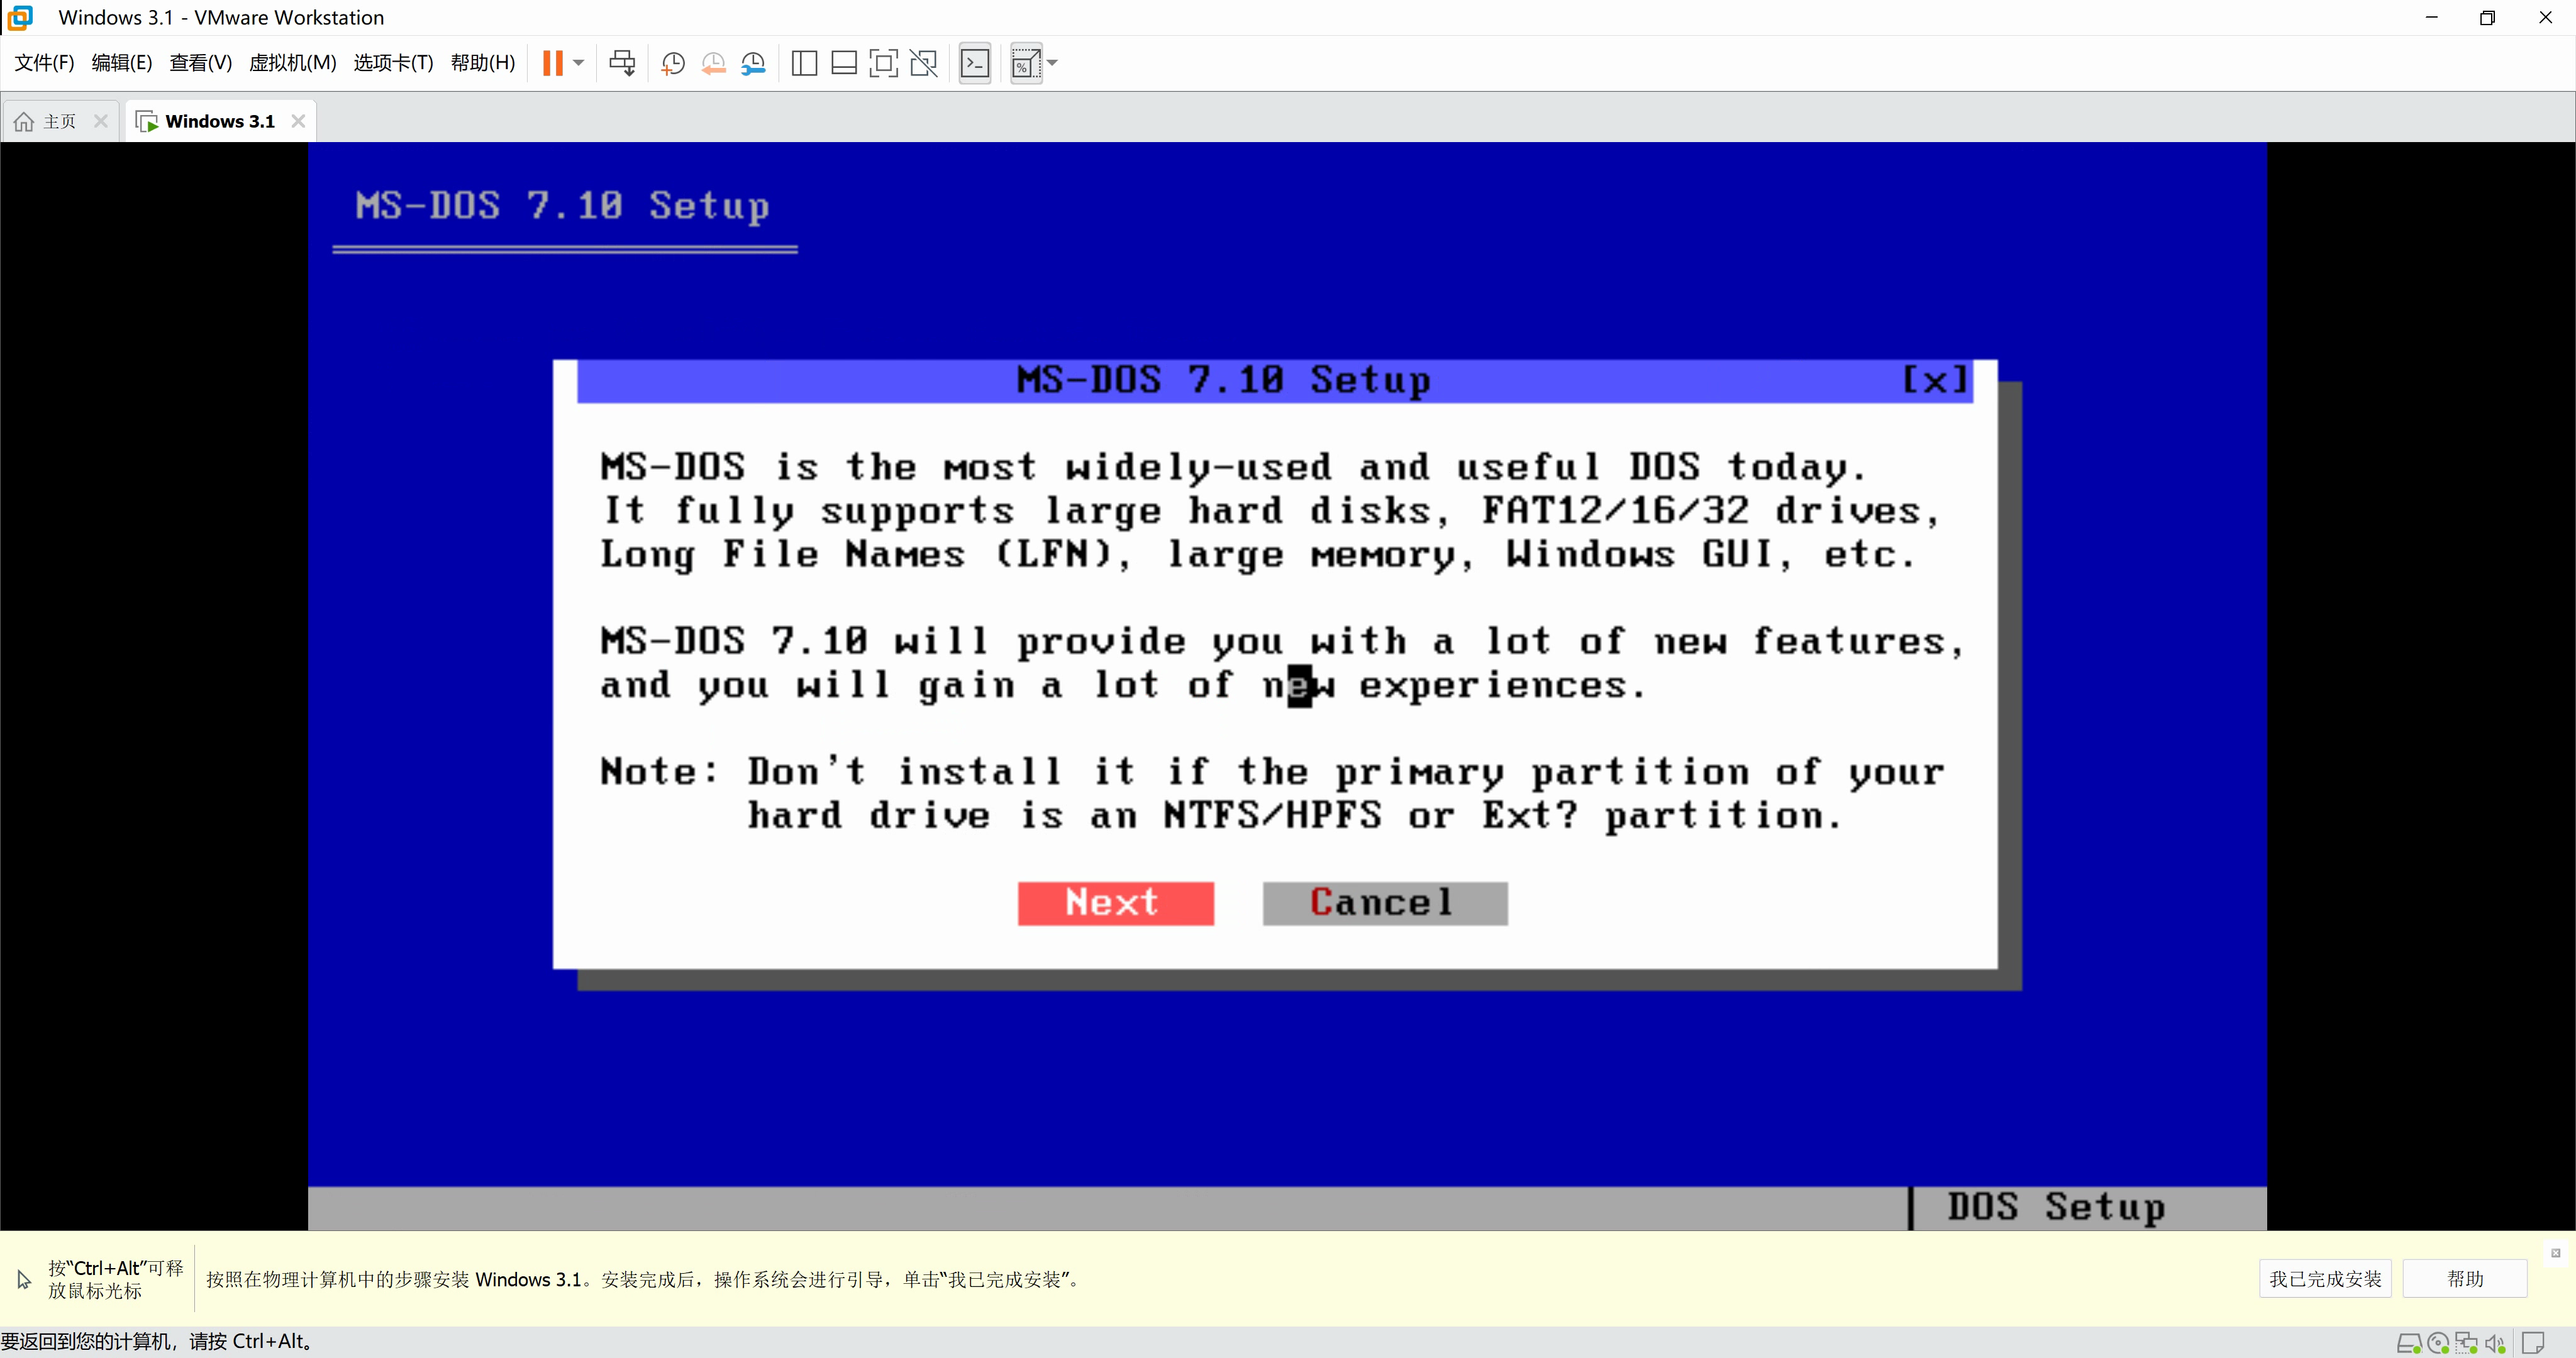 Windows 3.1 - VMware Workstation
文件(F) 编辑(E) 查看(V) 虚拟机(M) 选项卡(T) 帮助(H)
主页 Windows 3.1
MS-DOS 7.10 Setup
MS-DOS 7.10 Setup [x]
MS-DOS is the most widely-used and useful DOS today.
It fully supports large hard disks, FAT12/16/32 drives,
Long File Names (LFN), large memory, Windows GUI, etc.
MS-DOS 7.10 will provide you with a lot of new features,
and you will gain a lot of new experiences.
Note: Don't install it if the primary partition of your
hard drive is an NTFS/HPFS or Ext? partition.
Next Cancel
DOS Setup
按“Ctrl+Alt”可释
放鼠标光标
按照在物理计算机中的步骤安装 Windows 3.1。安装完成后，操作系统会进行引导，单击“我已完成安装”。
我已完成安装 帮助
要返回到您的计算机，请按 Ctrl+Alt。